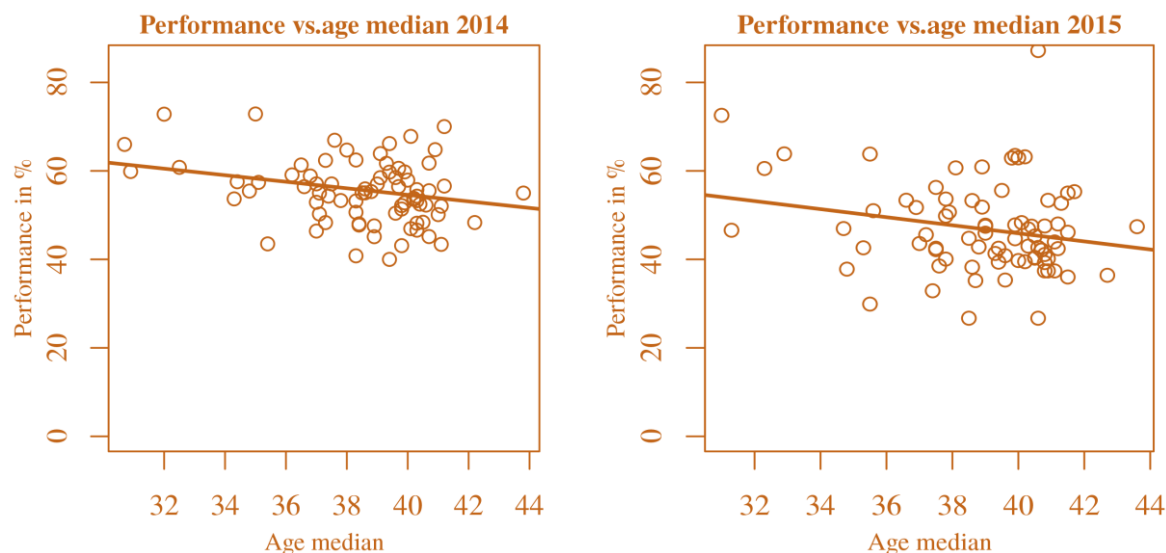 Performance vs.age median 2014
Performance in %
80
60
40
20
0
32 34 36 38 40 42 44
Age median
Performance vs.age median 2015
Performance in %
80
60
40
20
0
32 34 36 38 40 42 44
Age median